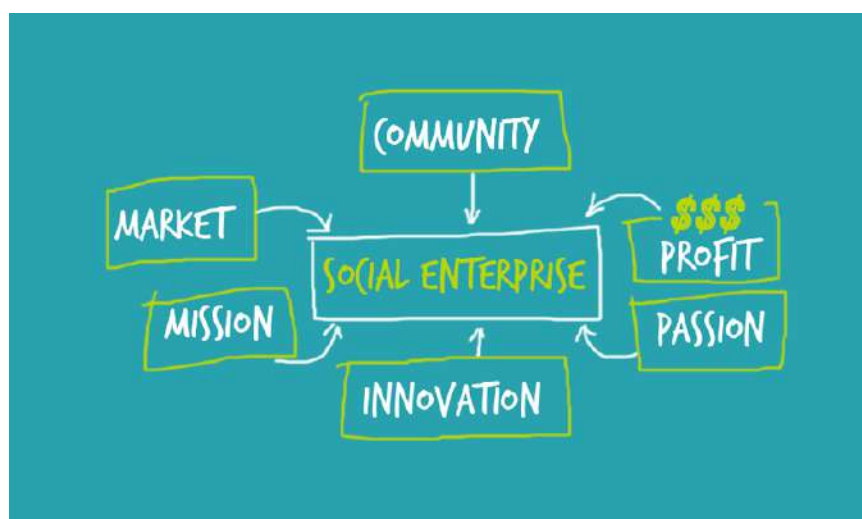 COMMUNITY
MARKET
$$$
PROFIT
SOCIAL ENTERPRISE
MISSION
PASSION
INNOVATION